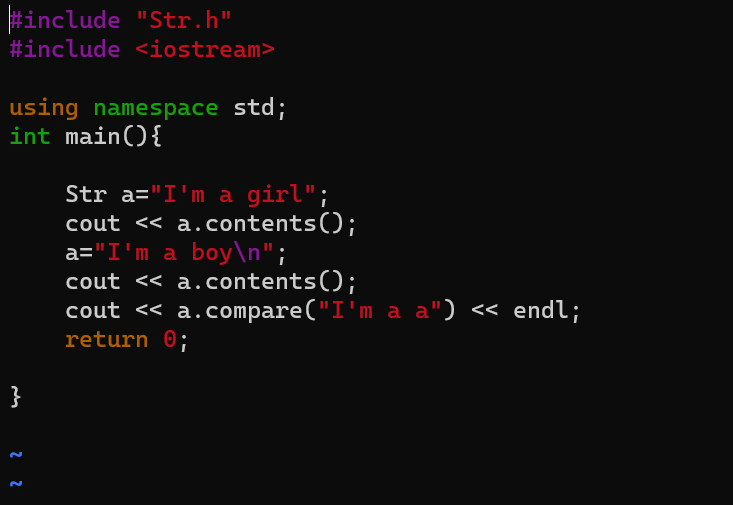 #include "Str.h"
#include <iostream>
using namespace std;
int main(){
Str a="I'm a girl";
cout << a.contents();
a="I'm a boy\n";
cout << a.contents();
cout << a.compare("I'm a a") << endl;
return 0;
}
~
~